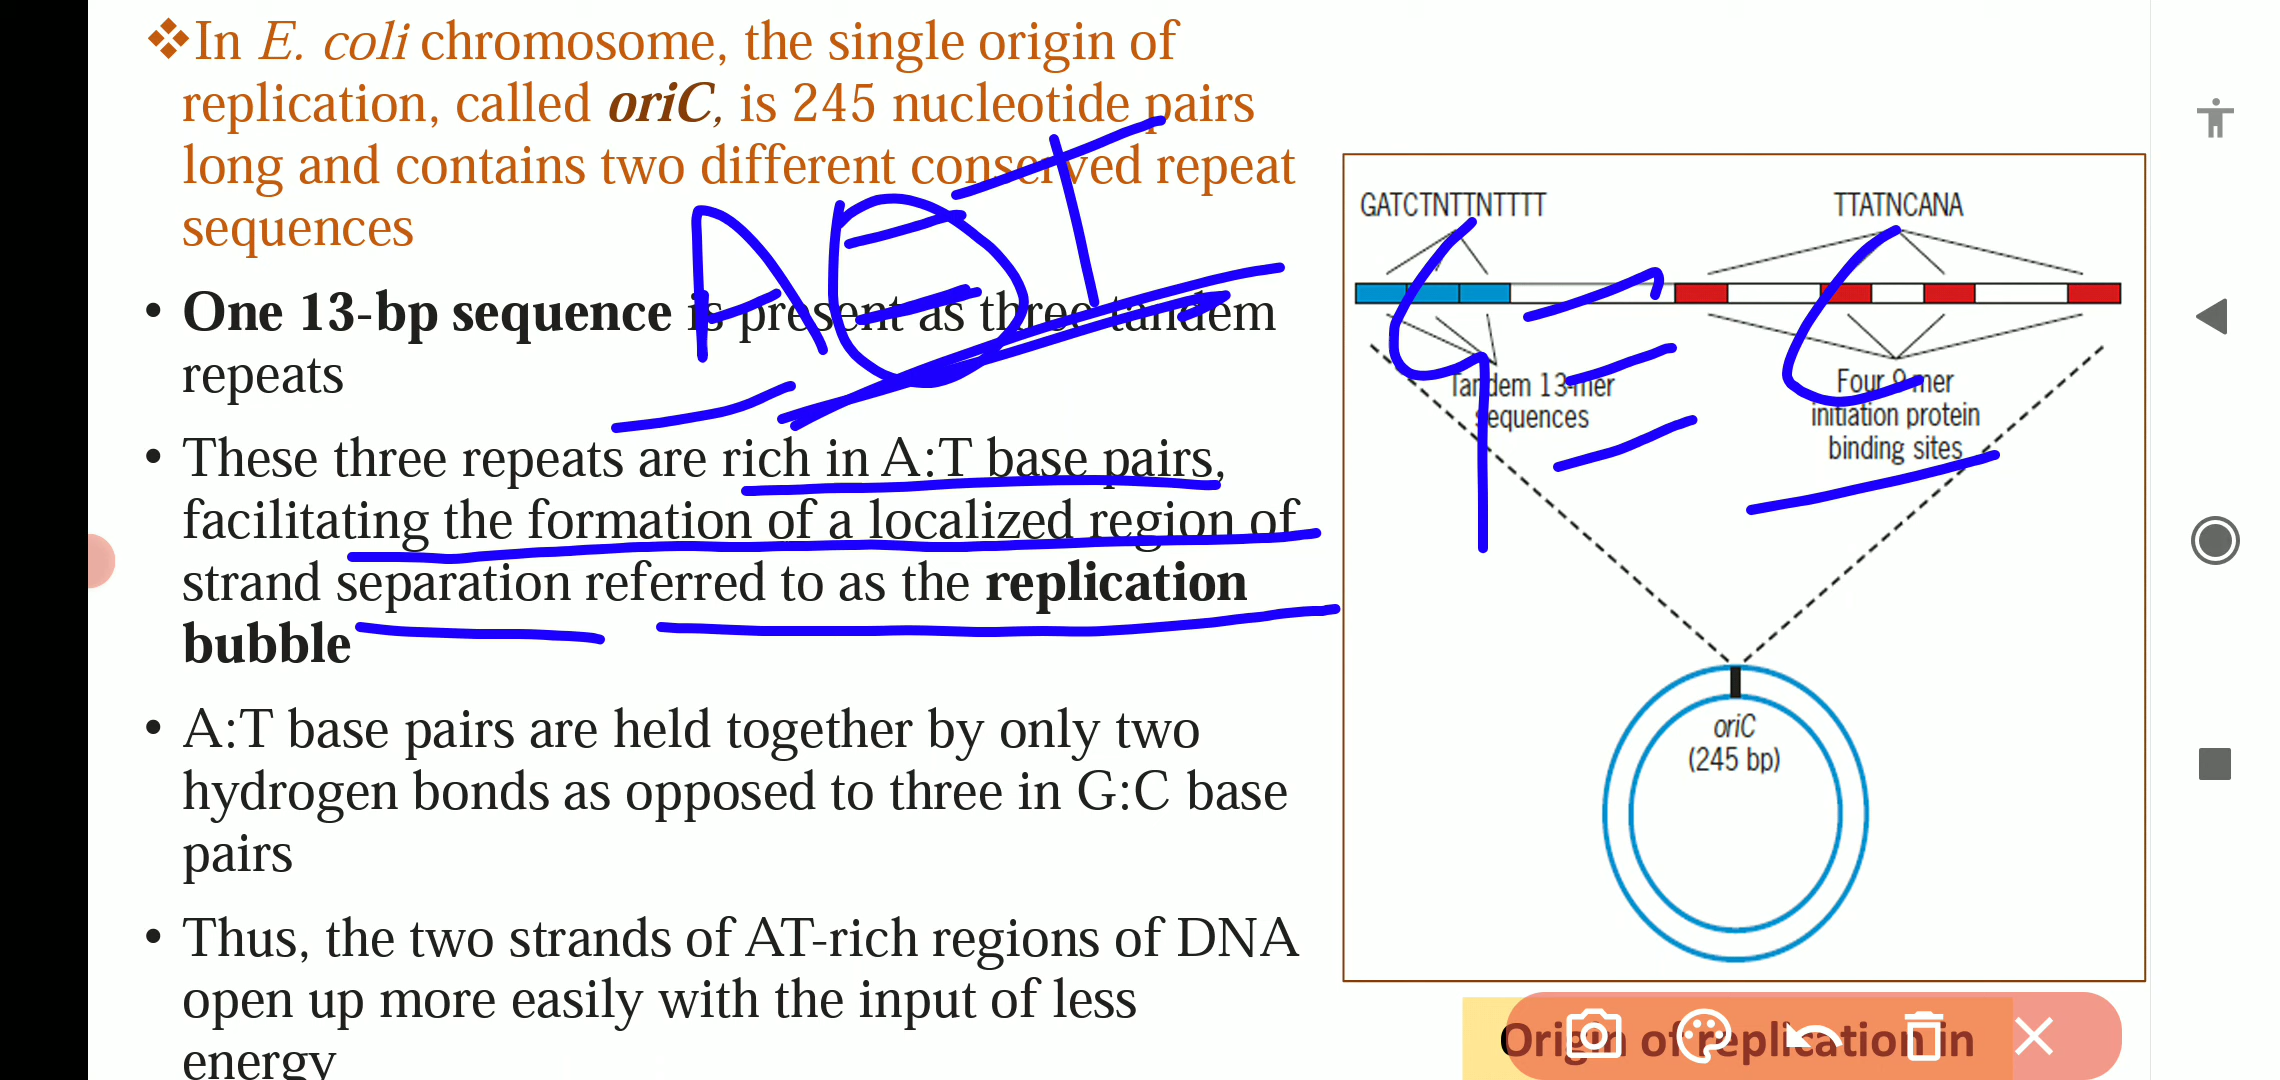 ❖In E. coli chromosome, the single origin of
replication, called oriC, is 245 nucleotide pairs
long and contains two different conserved repeat
sequences
• One 13-bp sequence is present as three tandem
repeats
• These three repeats are rich in A:T base pairs,
facilitating the formation of a localized region of
strand separation referred to as the replication
bubble
• A:T base pairs are held together by only two
hydrogen bonds as opposed to three in G:C base
pairs
• Thus, the two strands of AT-rich regions of DNA
open up more easily with the input of less
energy
A T
GATCTNTTNTTTT
TTATNCANA
Tandem 13-mer
sequences
Four 9-mer
initiation protein
binding sites
oriC
(245 bp)
Origin of replication in